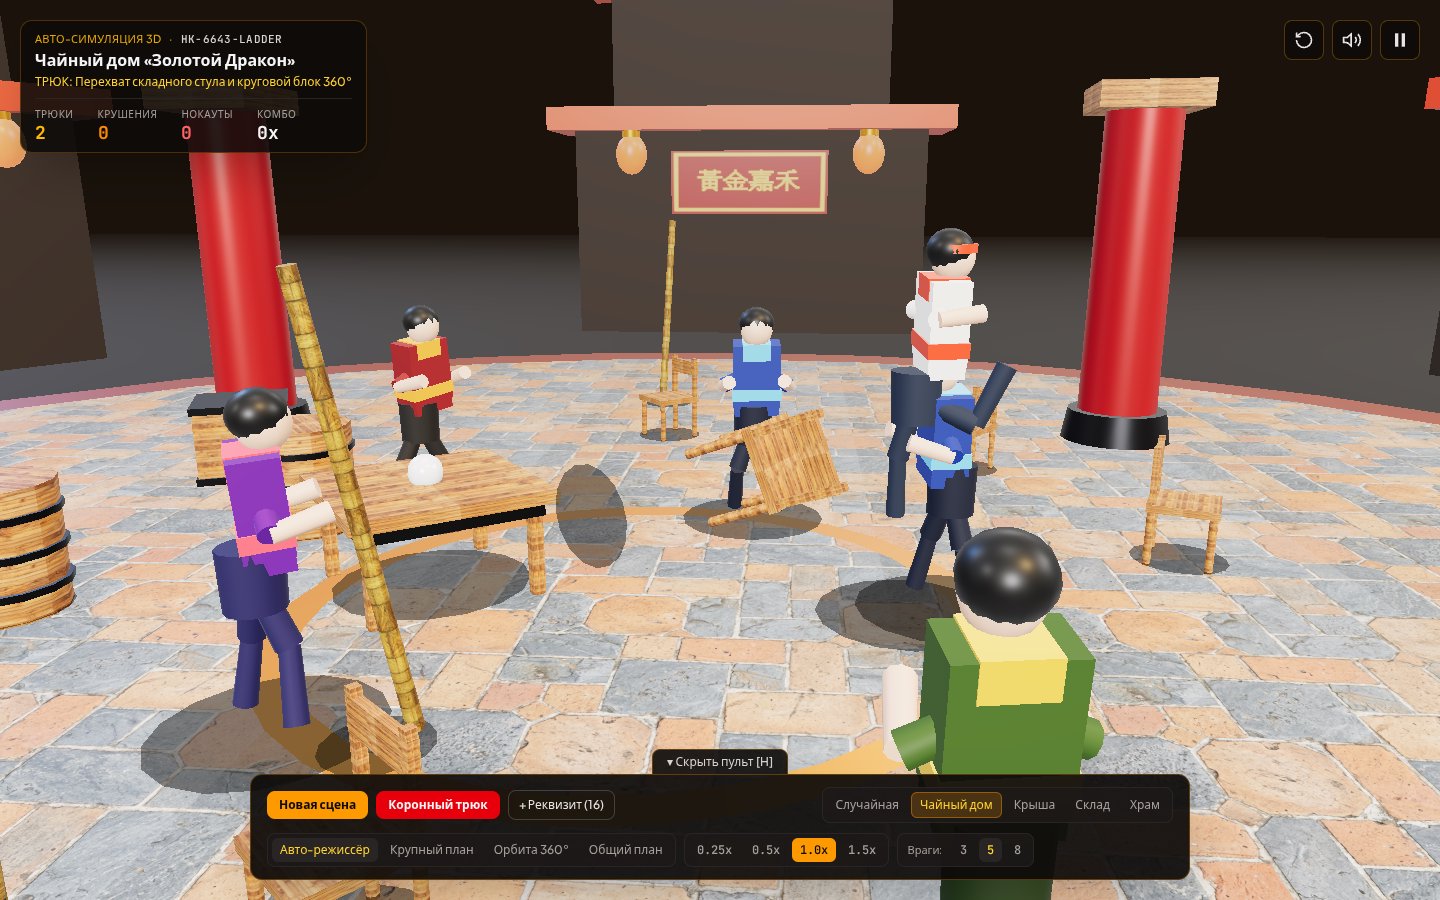 АВТО-СИМУЛЯЦИЯ 3D · HK-6643-LADDER
Чайный дом «Золотой Дракон»
ТРЮК: Перехват складного стула и круговой блок 360°
ТРЮКИ КРУШЕНИЯ НОКАУТЫ КОМБО
2 0 0 0x
黃金嘉禾
▾ Скрыть пульт [H]
Новая сцена Коронный трюк +Реквизит (16) Случайная Чайный дом Крыша Склад Храм
Авто-режиссёр Крупный план Орбита 360° Общий план 0.25x 0.5x 1.0x 1.5x Враги: 3 5 8